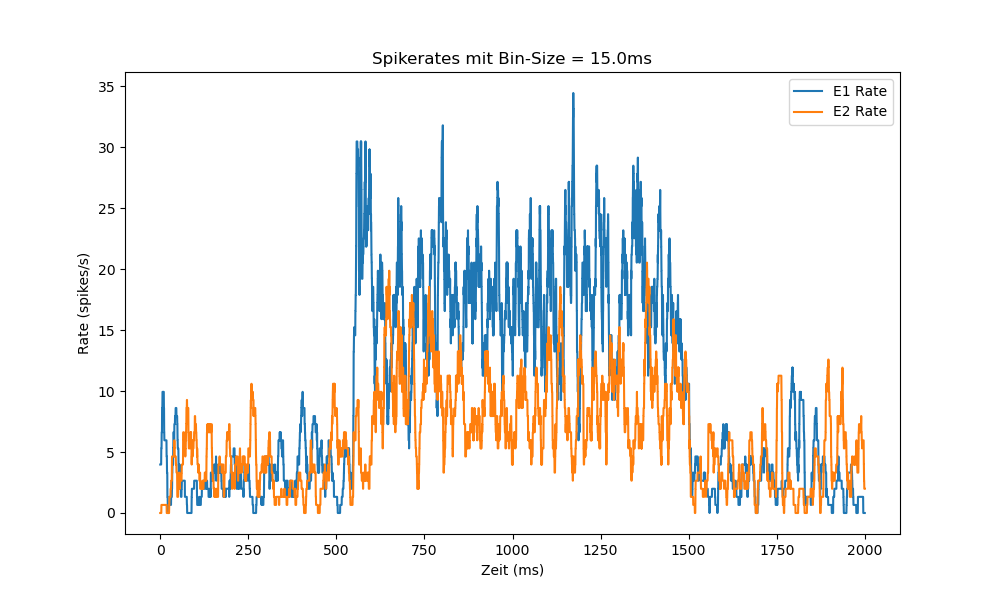 Spikerates mit Bin-Size = 15.0ms
E1 Rate
E2 Rate
35
30
25
20
15
10
5
0
Rate (spikes/s)
0 250 500 750 1000 1250 1500 1750 2000
Zeit (ms)